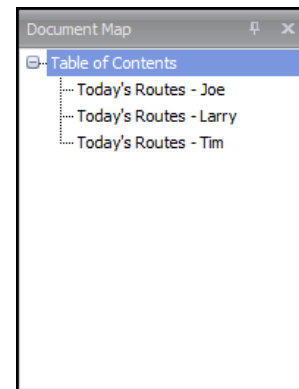 Document Map
Table of Contents
Today's Routes - Joe
Today's Routes - Larry
Today's Routes - Tim